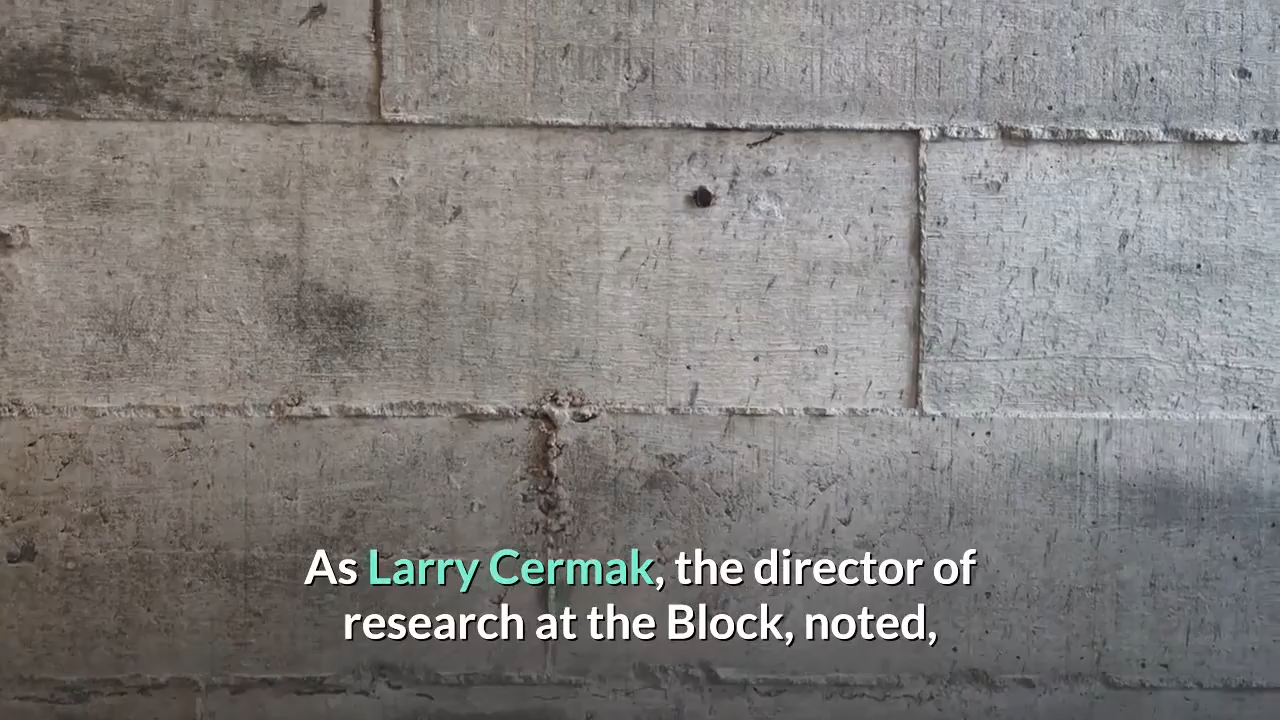 As Larry Cermak, the director of
research at the Block, noted,